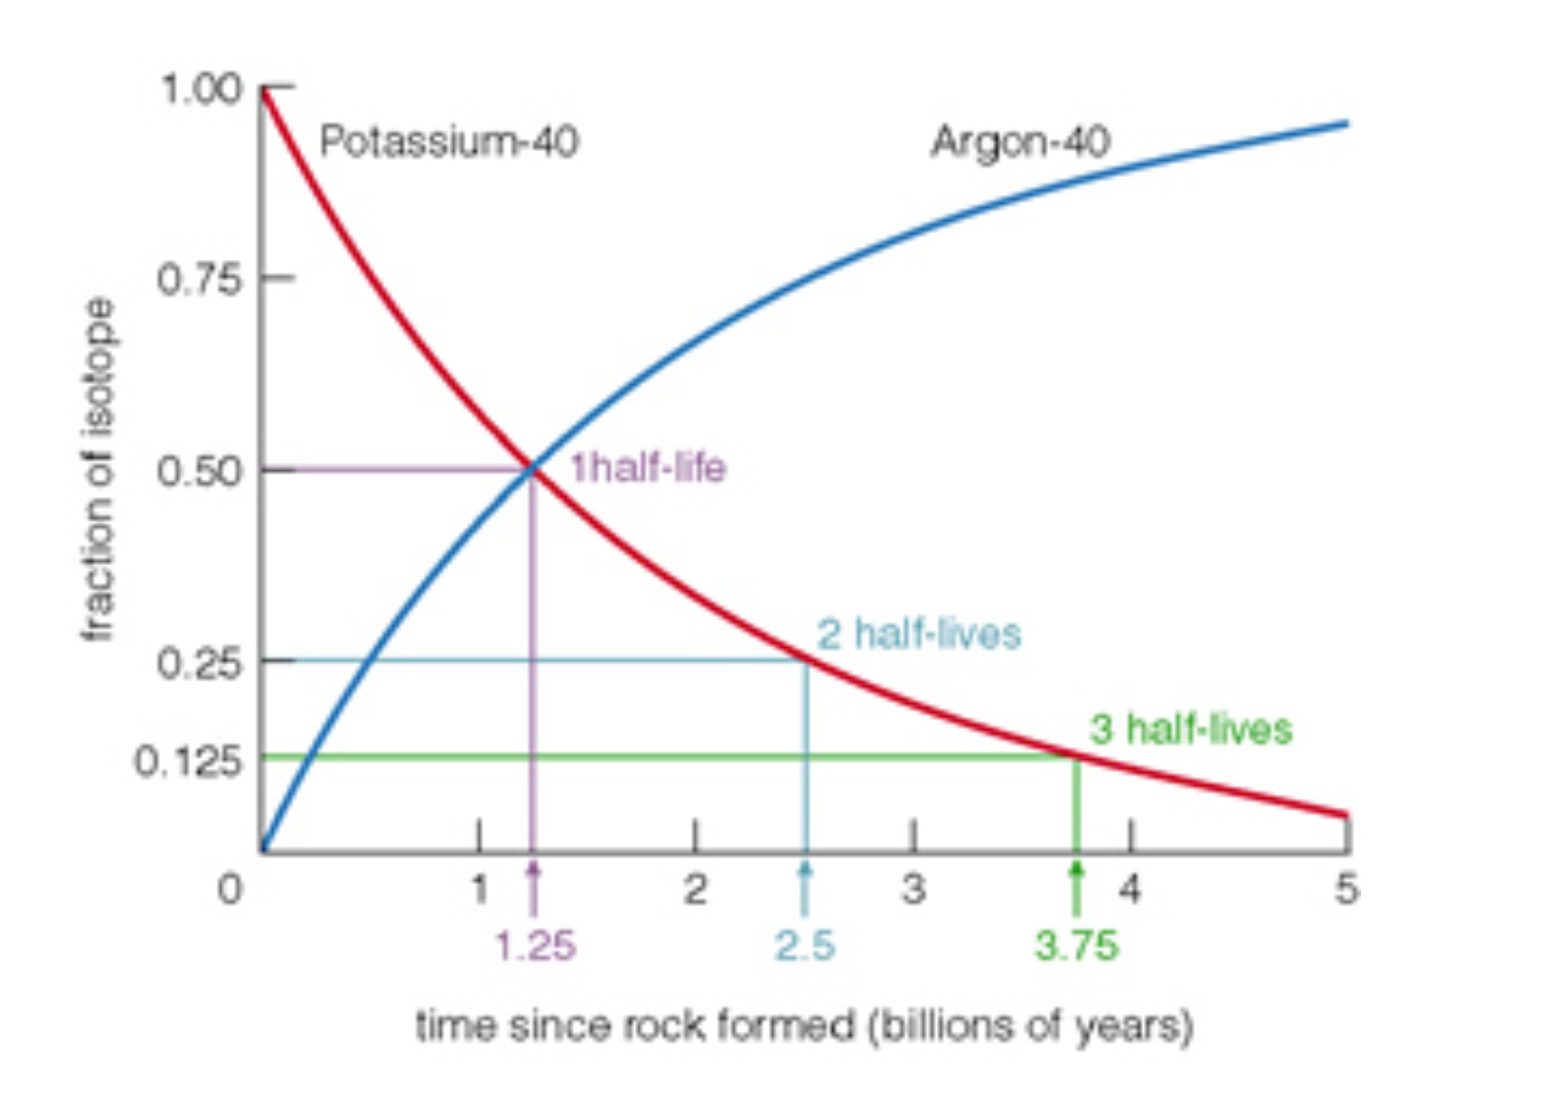 1.00
Potassium-40
Argon-40
0.75
fraction of isotope
0.50
1half-life
2 half-lives
0.25
3 half-lives
0.125
0
1
2
3
4
5
1.25
2.5
3.75
time since rock formed (billions of years)